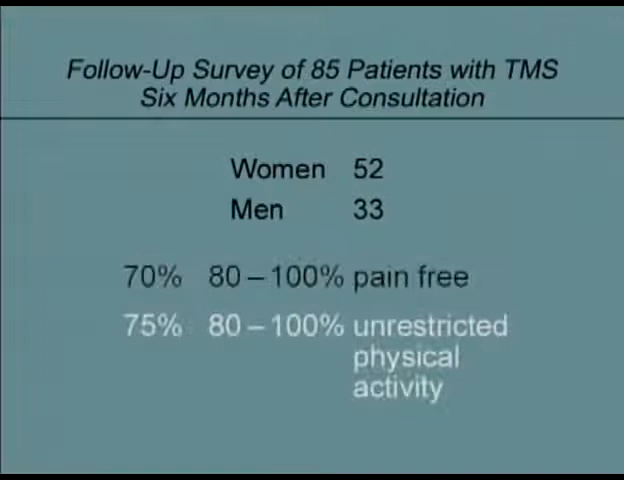 Follow-Up Survey of 85 Patients with TMS
Six Months After Consultation
Women 52
Men 33
70% 80 – 100% pain free
75% 80 – 100% unrestricted
physical
activity